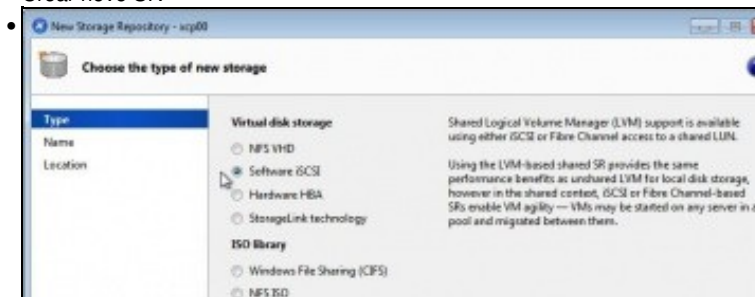 New Storage Repository - xcp00
Choose the type of new storage
Type
Name
Location
Virtual disk storage
NFS VHD
Software iSCSI
Hardware HBA
StorageLink technology
ISO library
Windows File Sharing (CIFS)
NFS ISO
Shared Logical Volume Manager (LVM) support is available
using either iSCSI or Fibre Channel access to a shared LUN.
Using the LVM-based shared SR provides the same
performance benefits as unshared LVM for local disk storage,
however in the shared context, iSCSI or Fibre Channel-based
SRs enable VM agility — VMs may be started on any server in a
pool and migrated between them.